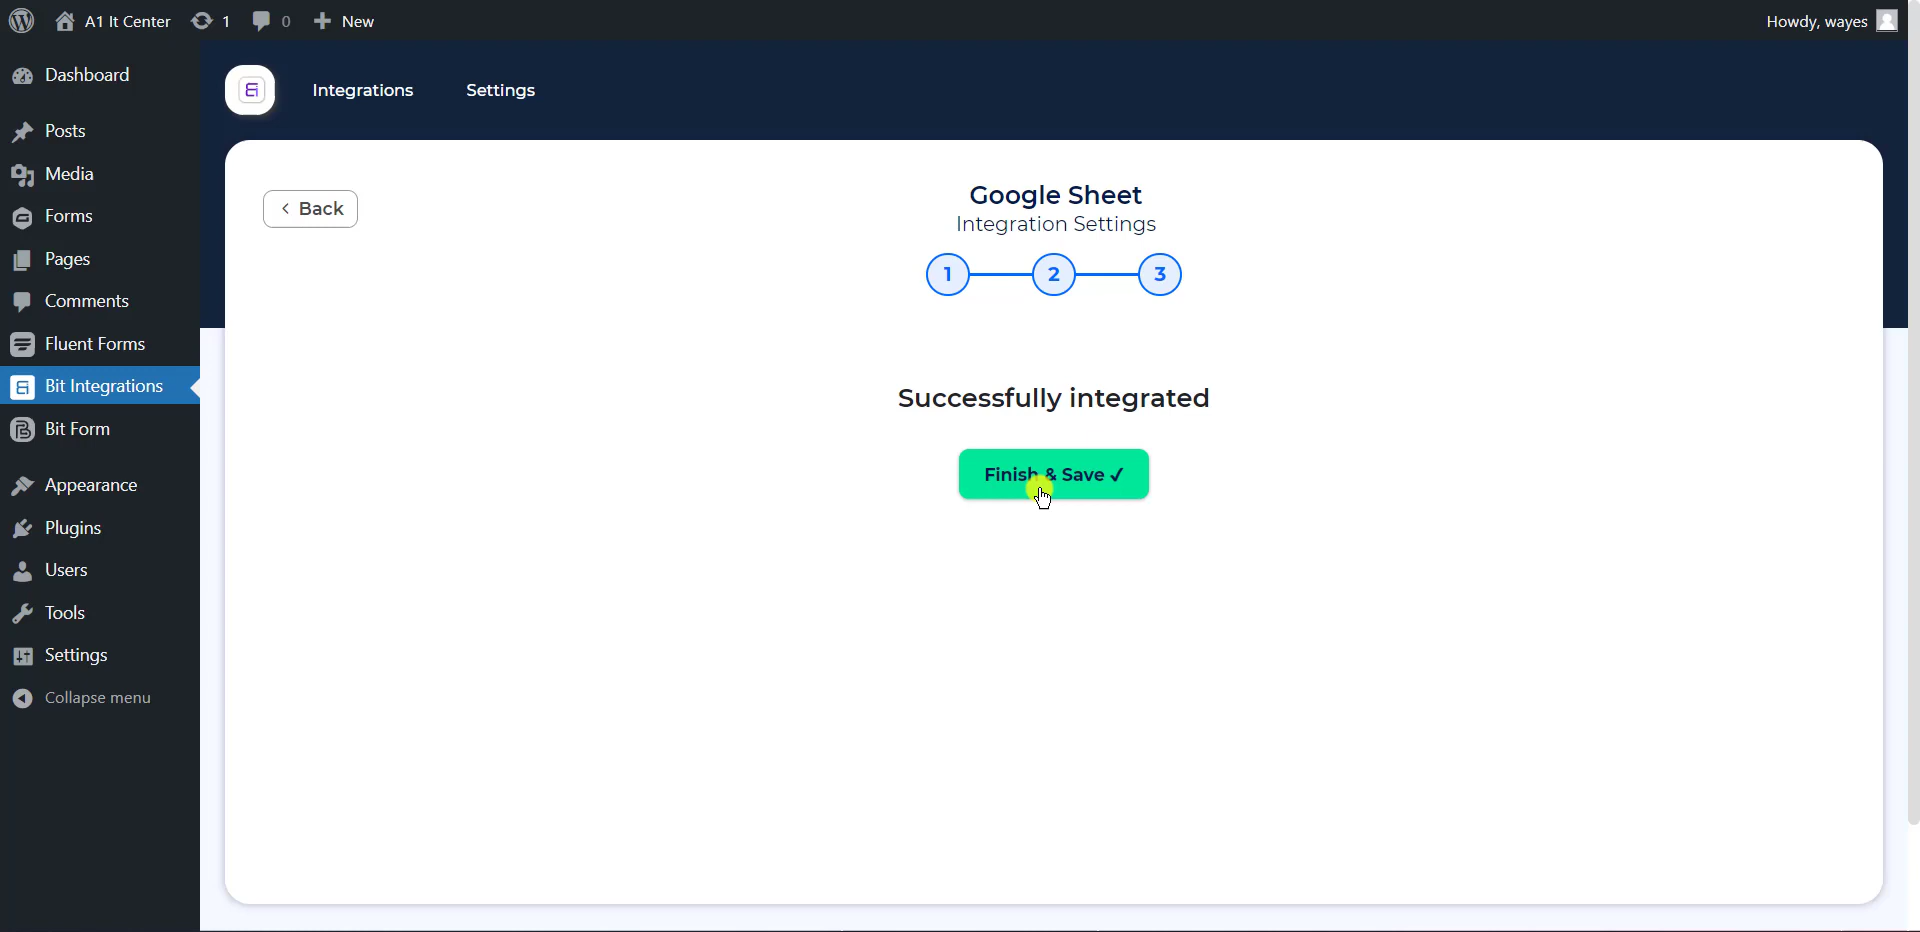 A1 It Center
1
0
New
Howdy, wayes
Dashboard
Posts
Media
Forms
Pages
Comments
Fluent Forms
Bit Integrations
Bit Form
Appearance
Plugins
Users
Tools
Settings
Collapse menu
Integrations
Settings
Back
Google Sheet
Integration Settings
1
2
3
Successfully integrated
Finish & Save ✓